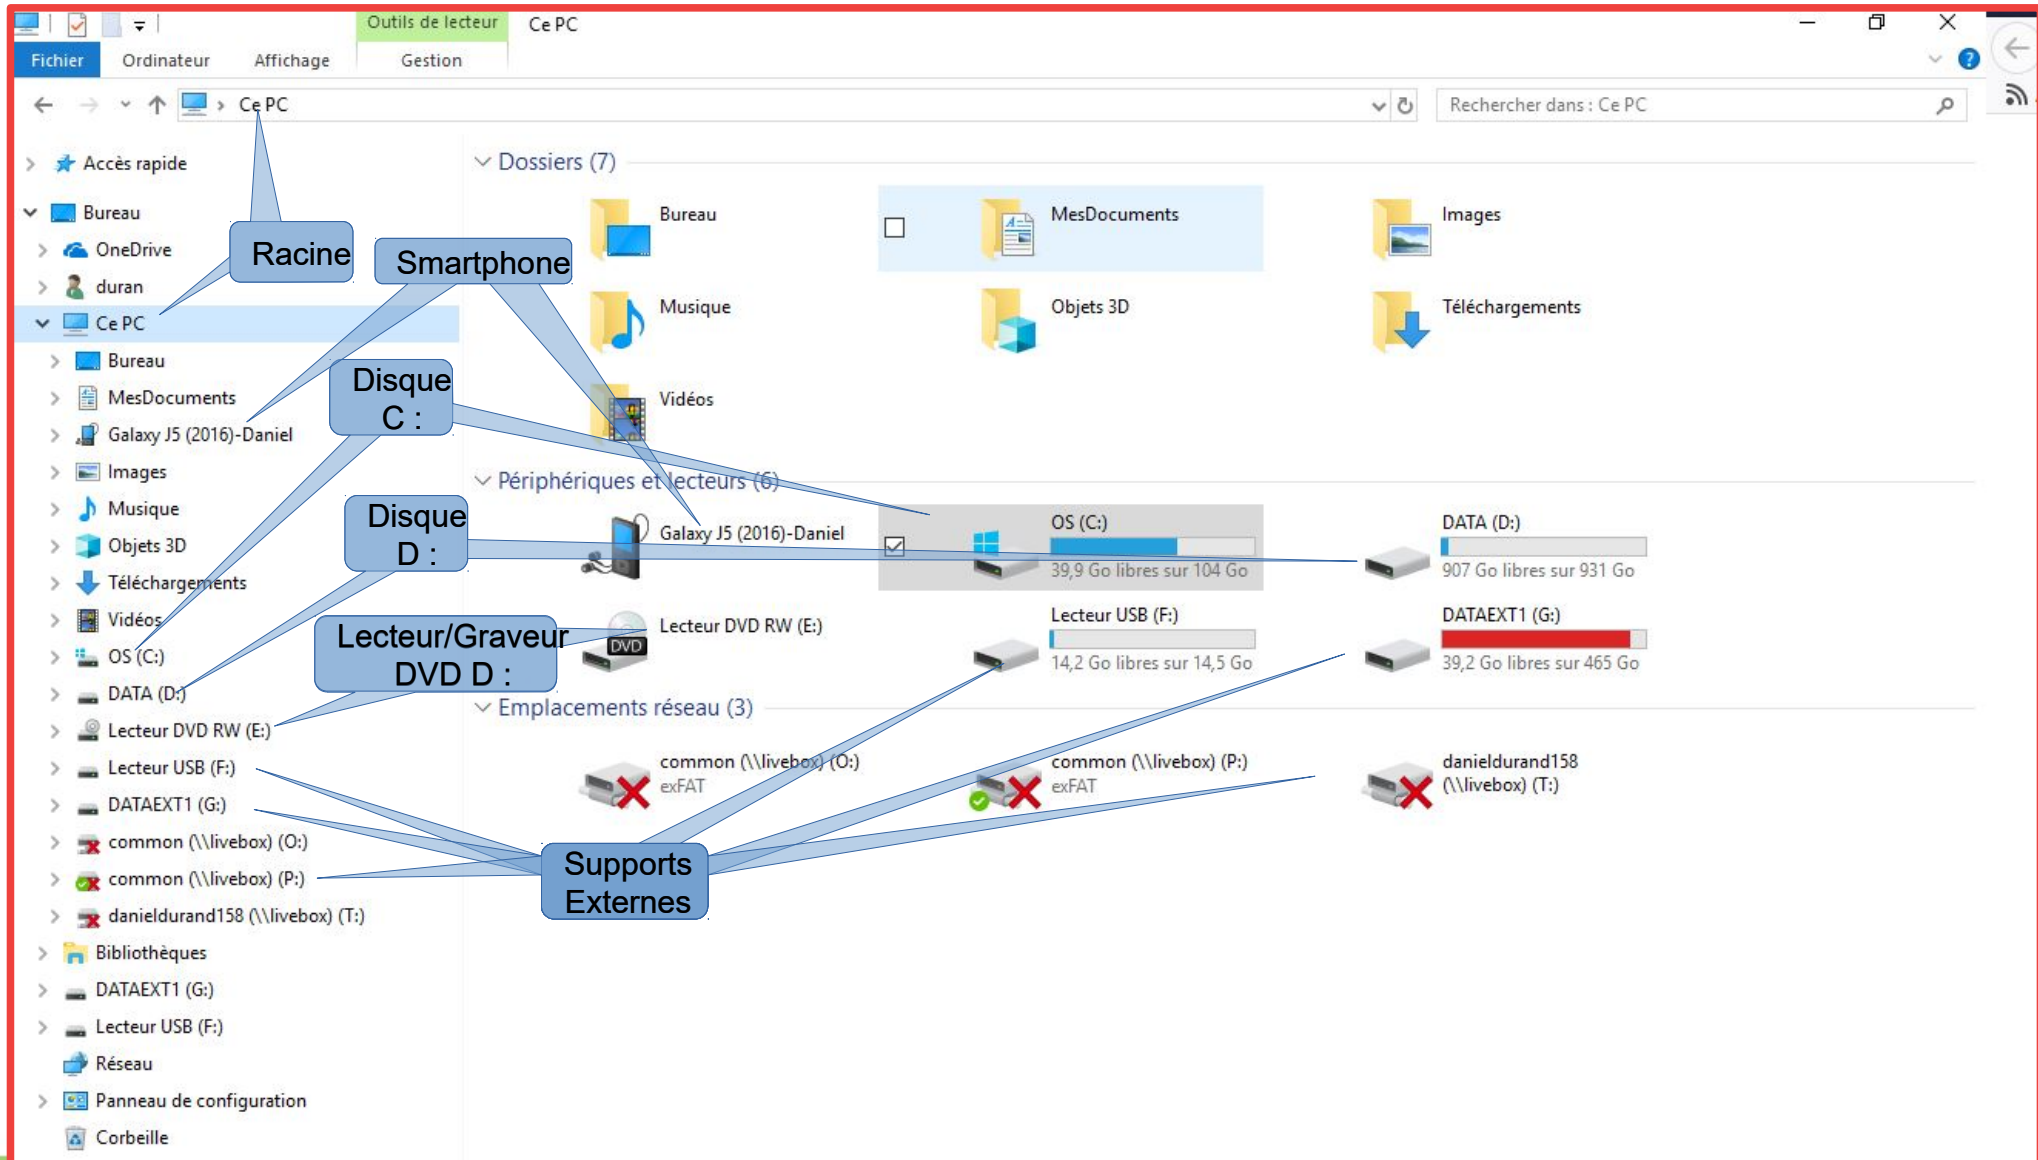 Outils de lecteur
Ce PC
Fichier
Ordinateur
Affichage
Gestion
Ce PC
Rechercher dans : Ce PC
Accès rapide
Bureau
OneDrive
duran
Ce PC
Bureau
MesDocuments
Galaxy J5 (2016)-Daniel
Images
Musique
Objets 3D
Téléchargements
Vidéos
OS (C:)
DATA (D:)
Lecteur DVD RW (E:)
Lecteur USB (F:)
DATAEXT1 (G:)
common (\\livebox) (O:)
common (\\livebox) (P:)
danieldurand158 (\\livebox) (T:)
Bibliothèques
DATAEXT1 (G:)
Lecteur USB (F:)
Réseau
Panneau de configuration
Corbeille
Racine
Smartphone
Disque
C :
Disque
D :
Lecteur/Graveur
DVD D :
Supports
Externes
Dossiers (7)
Bureau
MesDocuments
Images
Musique
Objets 3D
Téléchargements
Vidéos
Périphériques et lecteurs (6)
Galaxy J5 (2016)-Daniel
OS (C:)
39,9 Go libres sur 104 Go
DATA (D:)
907 Go libres sur 931 Go
DVD
Lecteur DVD RW (E:)
Lecteur USB (F:)
14,2 Go libres sur 14,5 Go
DATAEXT1 (G:)
39,2 Go libres sur 465 Go
Emplacements réseau (3)
common (\\livebox) (O:)
exFAT
common (\\livebox) (P:)
exFAT
danieldurand158
(\\livebox) (T:)